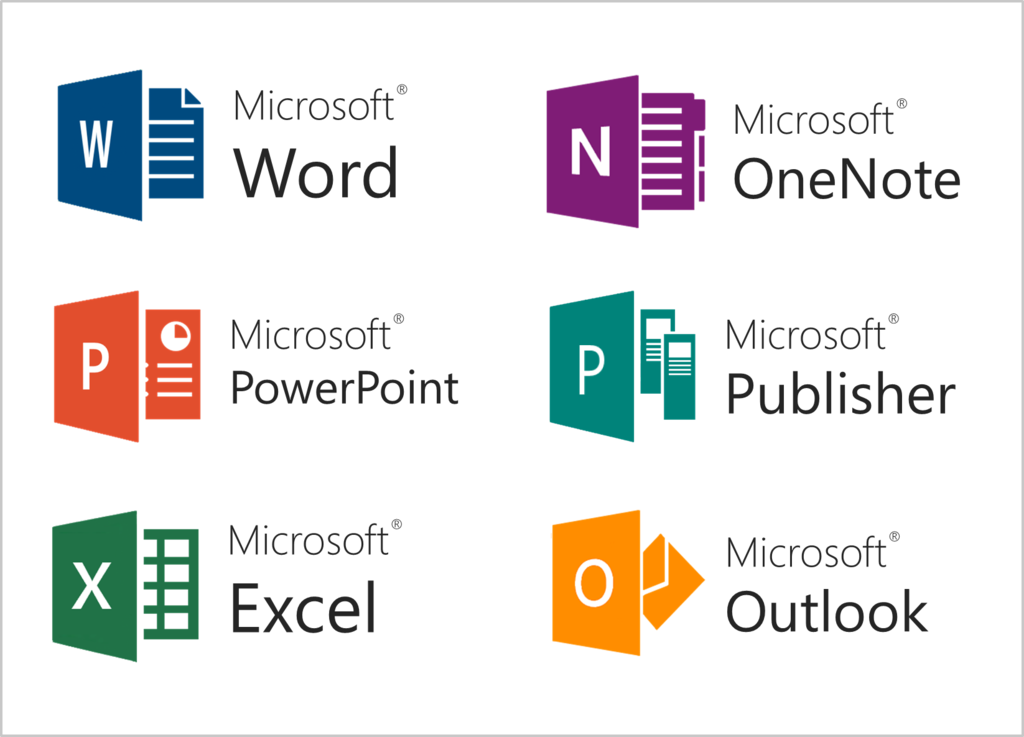 W
Microsoft®
Word
N
Microsoft®
OneNote
P
Microsoft®
PowerPoint
P
Microsoft®
Publisher
X
Microsoft®
Excel
O
Microsoft®
Outlook